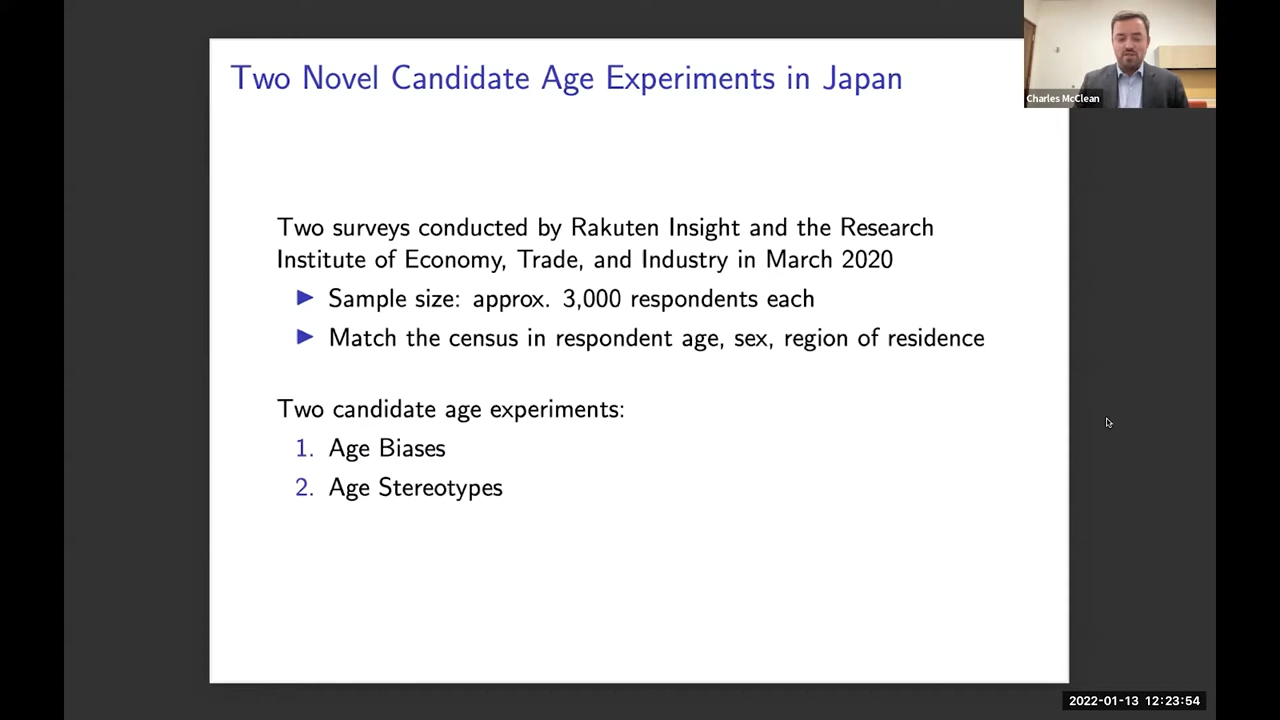 Two Novel Candidate Age Experiments in Japan
Charles McClean
Two surveys conducted by Rakuten Insight and the Research
Institute of Economy, Trade, and Industry in March 2020
▶ Sample size: approx. 3,000 respondents each
▶ Match the census in respondent age, sex, region of residence
Two candidate age experiments:
1. Age Biases
2. Age Stereotypes
2022-01-13 12:23:54